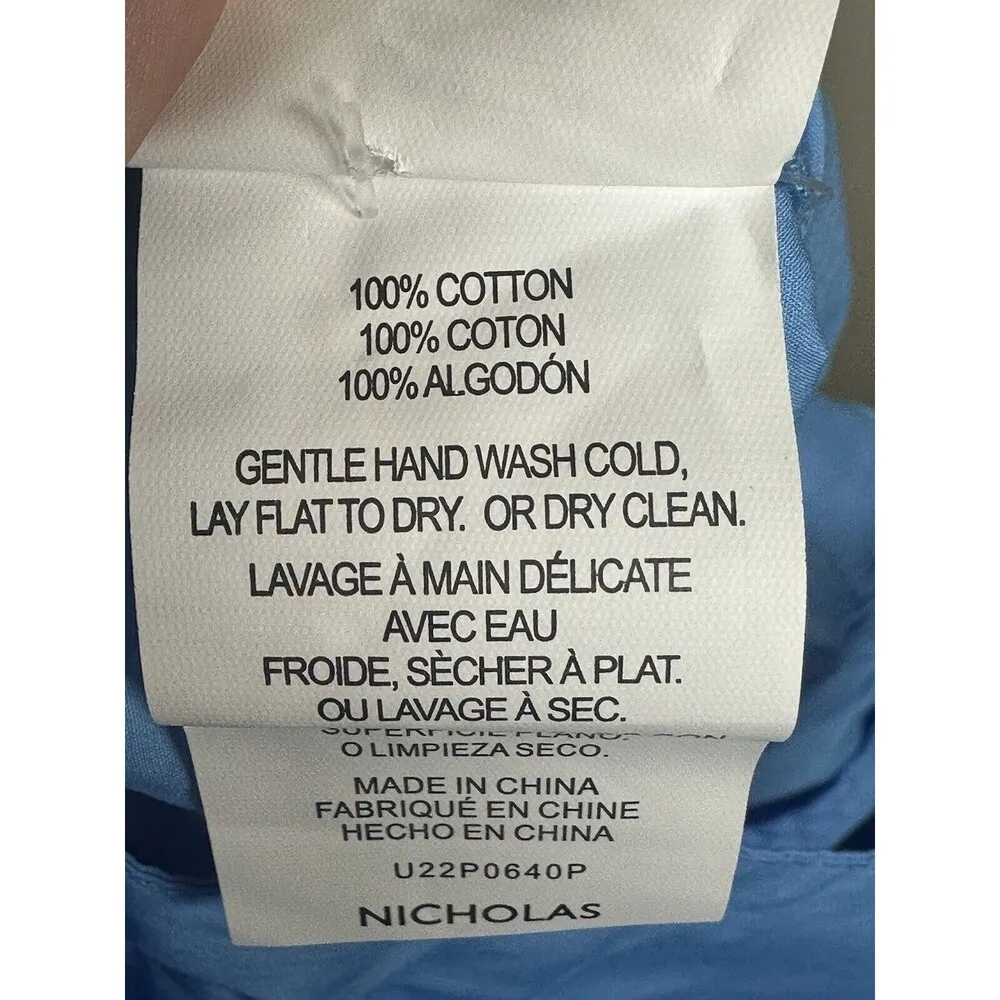 100% COTTON
100% COTON
100% ALGODÓN
GENTLE HAND WASH COLD,
LAY FLAT TO DRY. OR DRY CLEAN.
LAVAGE À MAIN DÉLICATE
AVEC EAU
FROIDE, SÈCHER À PLAT.
OU LAVAGE À SEC.
SUPERFICIE
O LIMPIEZA SECO.
MADE IN CHINA
FABRIQUÉ EN CHINE
HECHO EN CHINA
U22P0640P
NICHOLAS